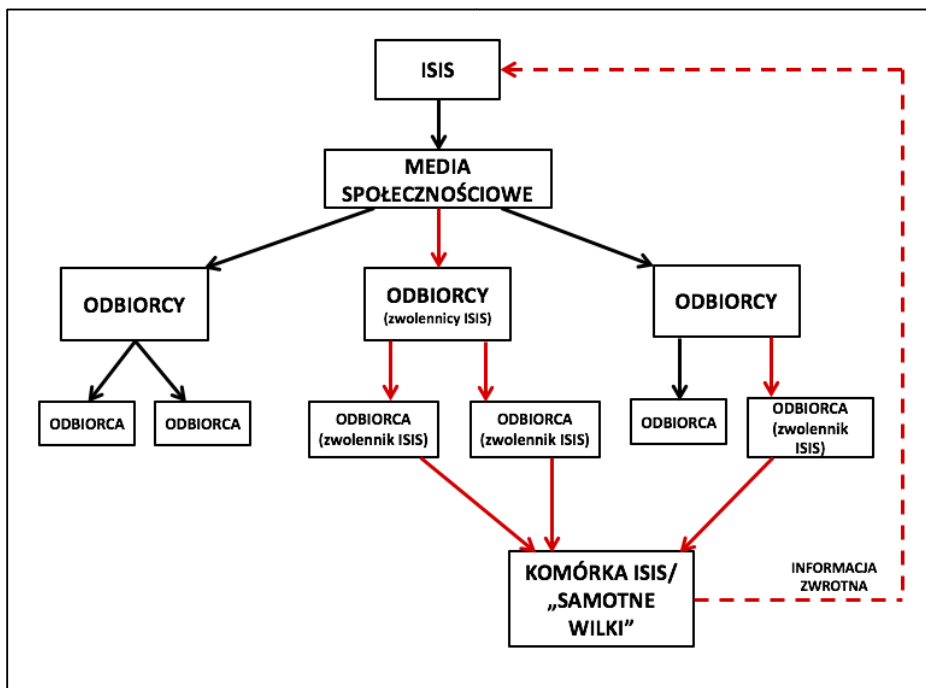 ISIS
MEDIA
SPOŁECZNOŚCIOWE
ODBIORCY
ODBIORCY
(zwolennicy ISIS)
ODBIORCY
ODBIORCA
ODBIORCA
ODBIORCA
(zwolennik ISIS)
ODBIORCA
(zwolennik ISIS)
ODBIORCA
ODBIORCA
(zwolennik
ISIS)
KOMÓRKA ISIS/
„SAMOTNE
WILKI”
INFORMACJA
ZWROTNA